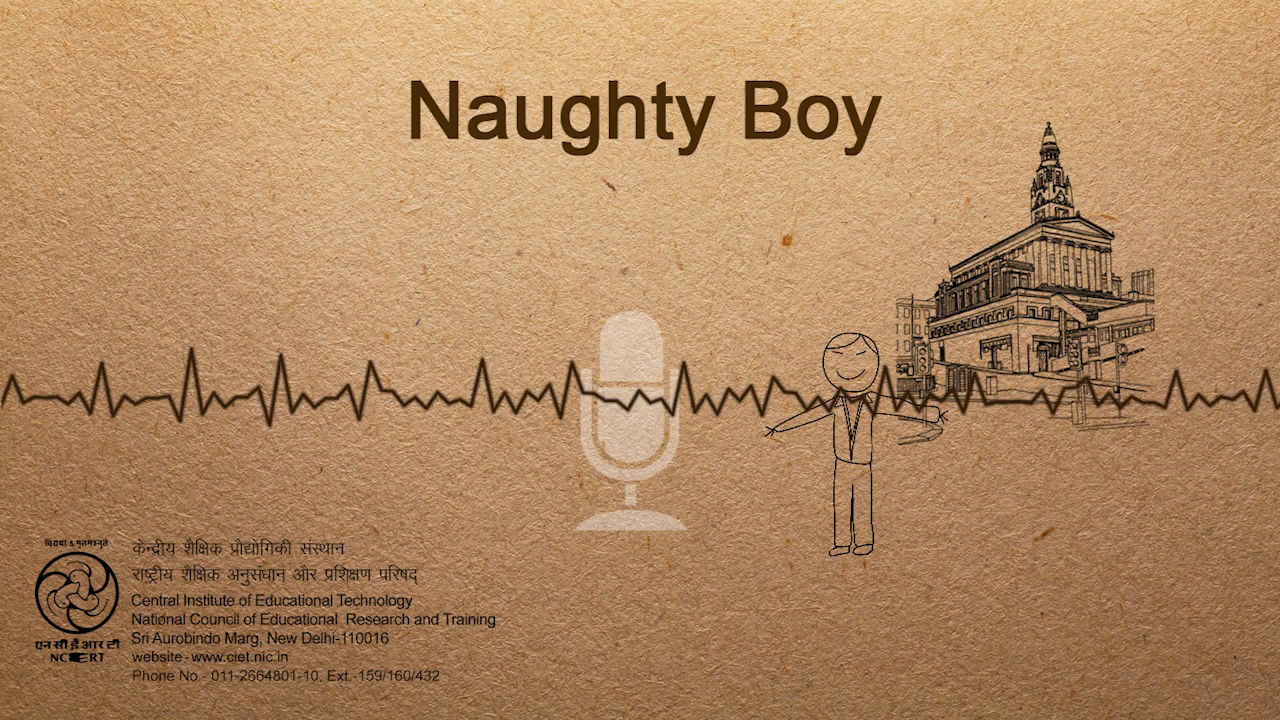 Naughty Boy
विद्यया ऽ मृतमश्नुते
एन सी ई आर टी
NCERT
केन्द्रीय शैक्षिक प्रौद्योगिकी संस्थान
राष्ट्रीय शैक्षिक अनुसंधान और प्रशिक्षण परिषद्
Central Institute of Educational Technology
National Council of Educational Research and Training
Sri Aurobindo Marg, New Delhi-110016
website - www.ciet.nic.in
Phone No.- 011-2664801-10, Ext.-159/160/432